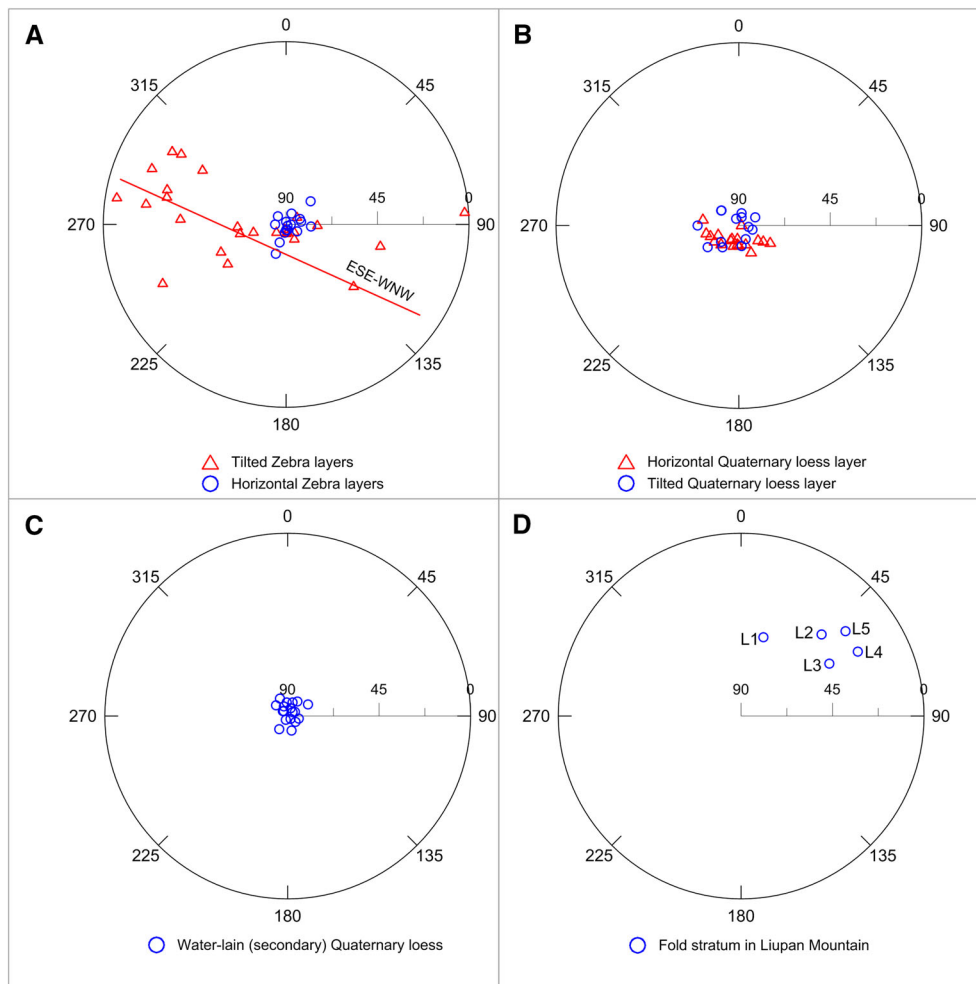 A
0
45
90
135
180
225
270
315
90
45
0
ESE-WNW
Tilted Zebra layers
Horizontal Zebra layers
B
0
45
90
135
180
225
270
315
90
45
0
Horizontal Quaternary loess layer
Tilted Quaternary loess layer
C
0
45
90
135
180
225
270
315
90
45
0
Water-lain (secondary) Quaternary loess
D
0
45
90
135
180
225
270
315
90
45
0
L1
L2
L5
L4
L3
Fold stratum in Liupan Mountain